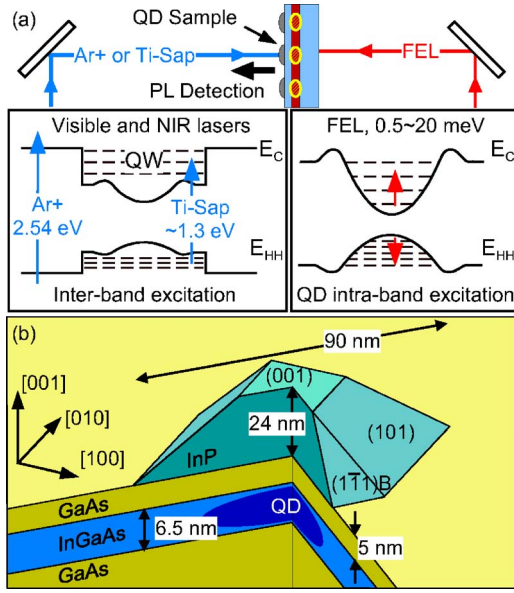 (a)
QD Sample
Ar+ or Ti-Sap
FEL
PL Detection
Visible and NIR lasers
QW
E_C
Ar+
2.54 eV
Ti-Sap
~1.3 eV
E_HH
Inter-band excitation
FEL, 0.5~20 meV
E_C
E_HH
QD intra-band excitation
(b)
90 nm
[001]
[010]
[100]
(001)
24 nm
(101)
InP
(11̅1)B
GaAs
QD
6.5 nm
InGaAs
5 nm
GaAs